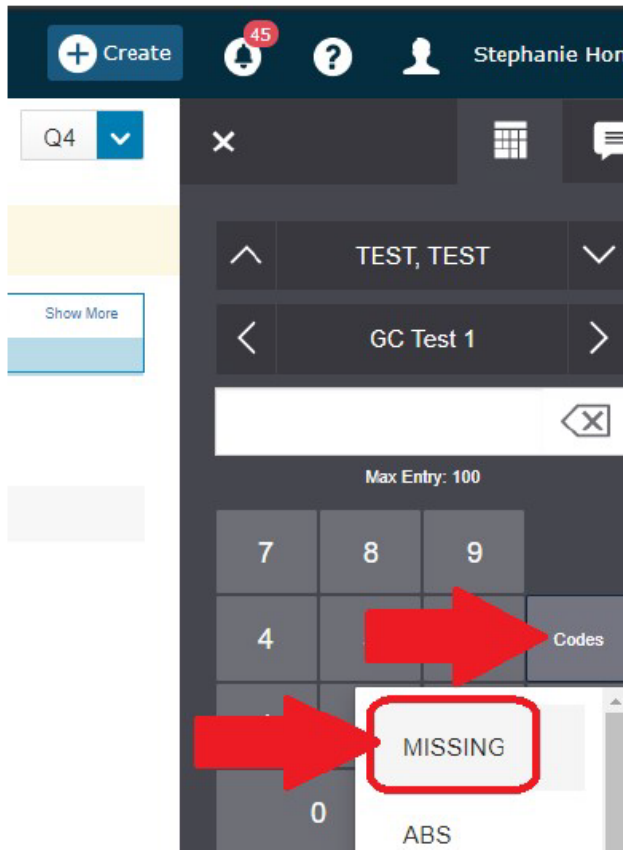 Create
45
?
Stephanie Hon
Q4
TEST, TEST
Show More
GC Test 1
Max Entry: 100
7 8 9
4
Codes
MISSING
0
ABS